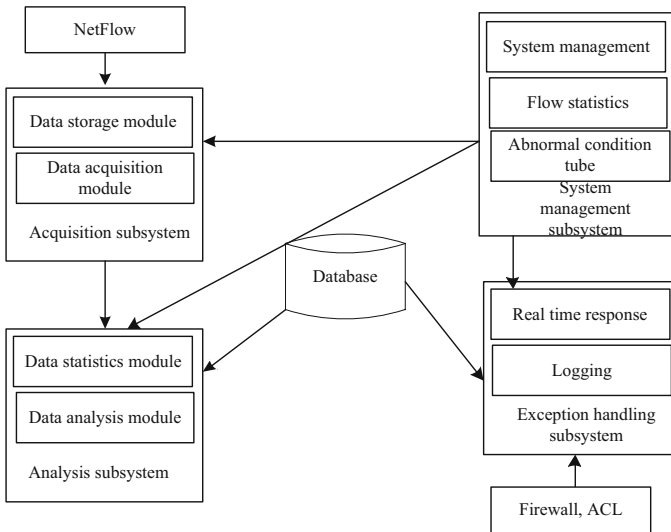 NetFlow
Data storage module
Data acquisition
module
Acquisition subsystem
System management
Flow statistics
Abnormal condition
tube
System
management
subsystem
Database
Data statistics module
Data analysis module
Analysis subsystem
Real time response
Logging
Exception handling
subsystem
Firewall, ACL